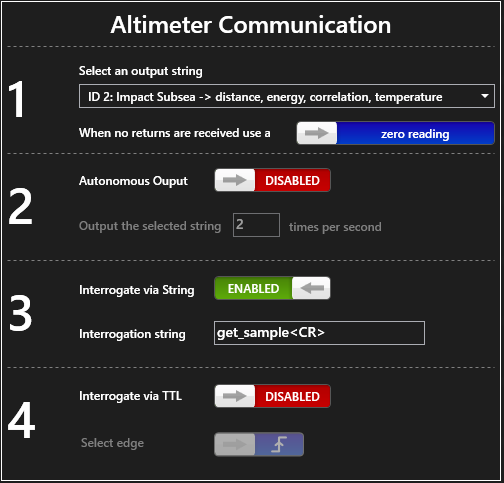 Altimeter Communication
1
Select an output string
ID 2: Impact Subsea -> distance, energy, correlation, temperature
When no returns are received use a zero reading
2
Autonomous Ouput DISABLED
Output the selected string 2 times per second
3
Interrogate via String ENABLED
Interrogation string get_sample<CR>
4
Interrogate via TTL DISABLED
Select edge